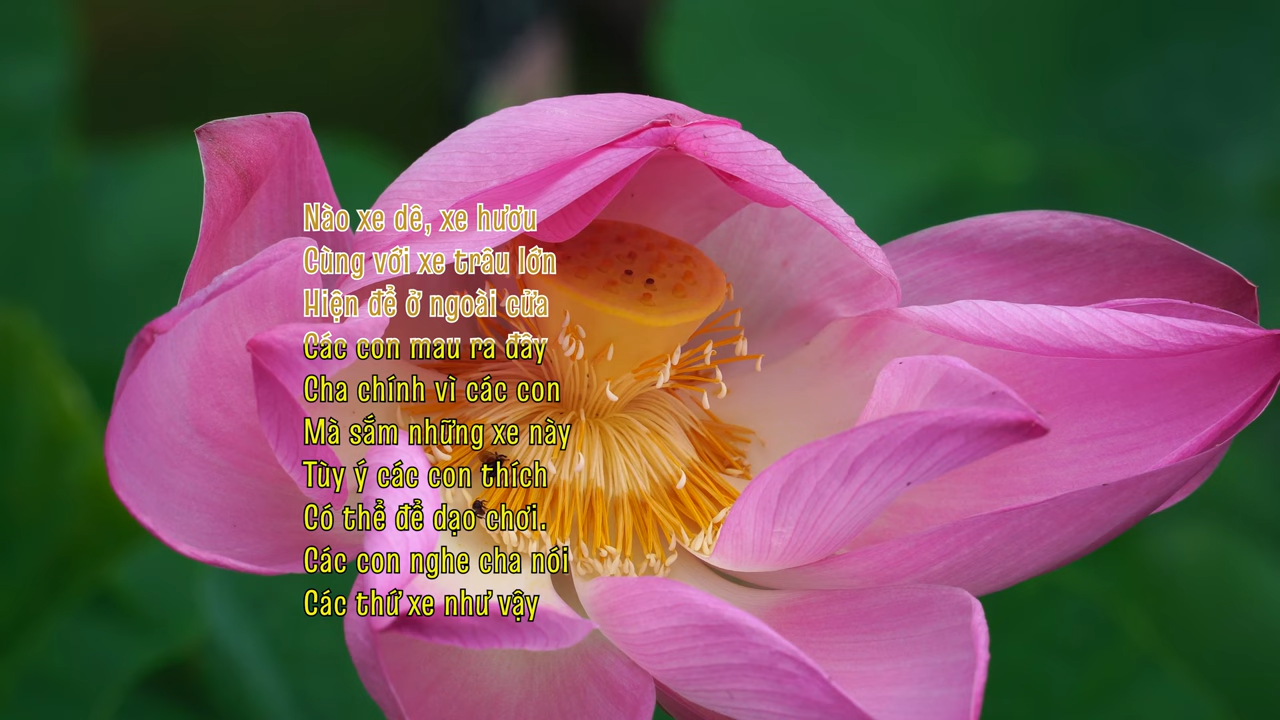 Nào xe dê, xe hươu
Cùng với xe trâu lớn
Hiện để ở ngoài cửa
Các con mau ra đây
Cha chính vì các con
Mà sắm những xe này
Tùy ý các con thích
Có thể để dạo chơi.
Các con nghe cha nói
Các thứ xe như vậy